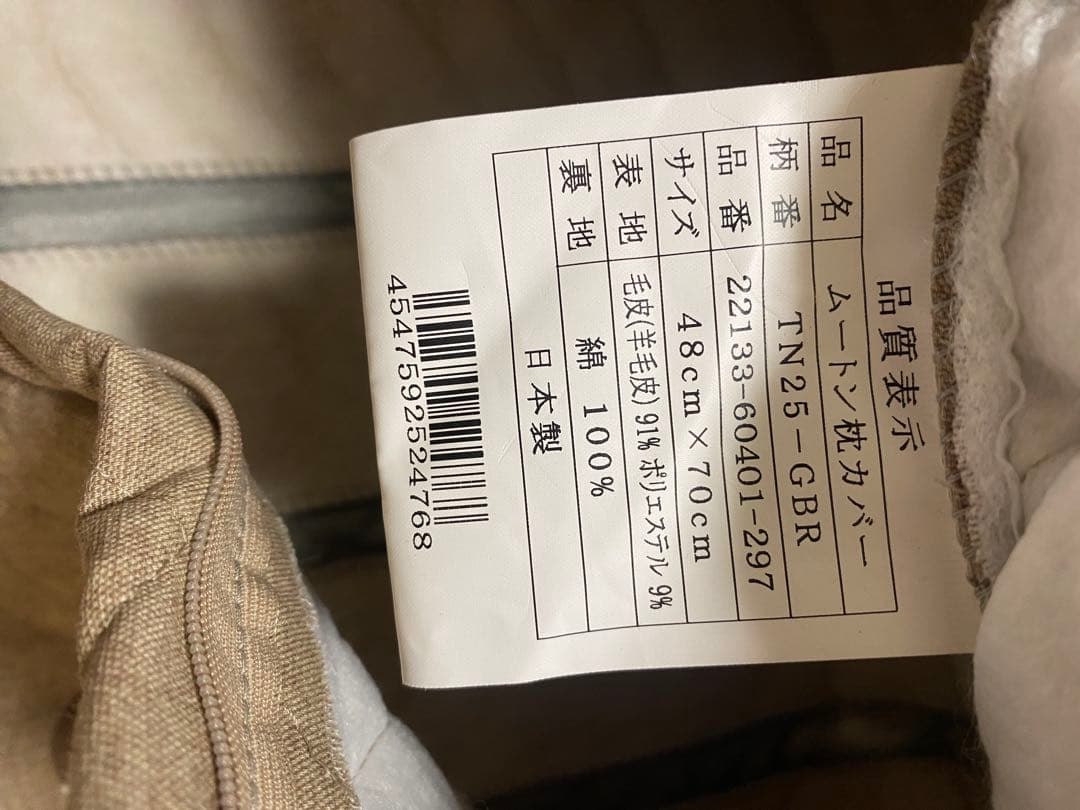 品質表示
品名 ムートン枕カバー
柄番 TN25-GBR
品番 22133-60401-297
サイズ 48cm×70cm
表地 毛皮(羊毛皮)91% ポリエステル9%
裏地 綿 100%
日本製
4547592524768